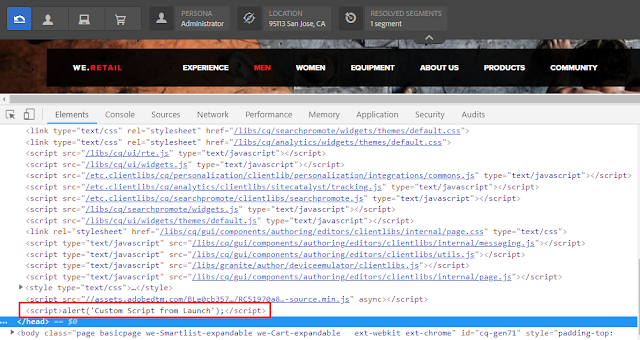 PERSONA
Administrator
LOCATION
95113 San Jose, CA
RESOLVED SEGMENTS
1 segment
WE.RETAIL EXPERIENCE MEN WOMEN EQUIPMENT ABOUT US PRODUCTS COMMUNITY
Elements Console Sources Network Performance Memory Application Security Audits
<link type="text/css" rel="stylesheet" href="/libs/cq/searchpromote/widgets/themes/default.css">
<link type="text/css" rel="stylesheet" href="/libs/cq/analytics/widgets/themes/default.css">
<script src="/libs/cq/ui/rte.js" type="text/javascript"></script>
<script src="/libs/cq/ui/widgets.js" type="text/javascript"></script>
<script src="/etc.clientlibs/cq/personalization/clientlib/personalization/integrations/commons.js" type="text/javascript"></script>
<script src="/etc.clientlibs/cq/analytics/clientlibs/sitecatalyst/tracking.js" type="text/javascript"></script>
<script src="/etc.clientlibs/cq/searchpromote/clientlibs/searchpromote.js" type="text/javascript"></script>
<script src="/libs/cq/searchpromote/widgets.js" type="text/javascript"></script>
<script src="/libs/cq/ui/widgets/themes/default.js" type="text/javascript"></script>
<link rel="stylesheet" href="/libs/cq/gui/components/authoring/editors/clientlibs/internal/page.css" type="text/css">
<script type="text/javascript" src="/libs/cq/gui/components/authoring/editors/clientlibs/internal/messaging.js"></script>
<script type="text/javascript" src="/libs/cq/gui/components/authoring/editors/clientlibs/utils.js"></script>
<script type="text/javascript" src="/libs/granite/author/deviceemulator/clientlibs.js"></script>
<script type="text/javascript" src="/libs/cq/gui/components/authoring/editors/clientlibs/internal/page.js"></script>
<style type="text/css">…</style>
<script src="//assets.adobedtm.com/BLe0cb357…/RC51970a8…-source.min.js" async></script>
<script>alert('Custom Script from Launch');</script>
… </head> == $0
<body class="page basicpage we-Smartlist-expandable we-Cart-expandable ext-webkit ext-chrome" id="cq-gen71" style="padding-top: